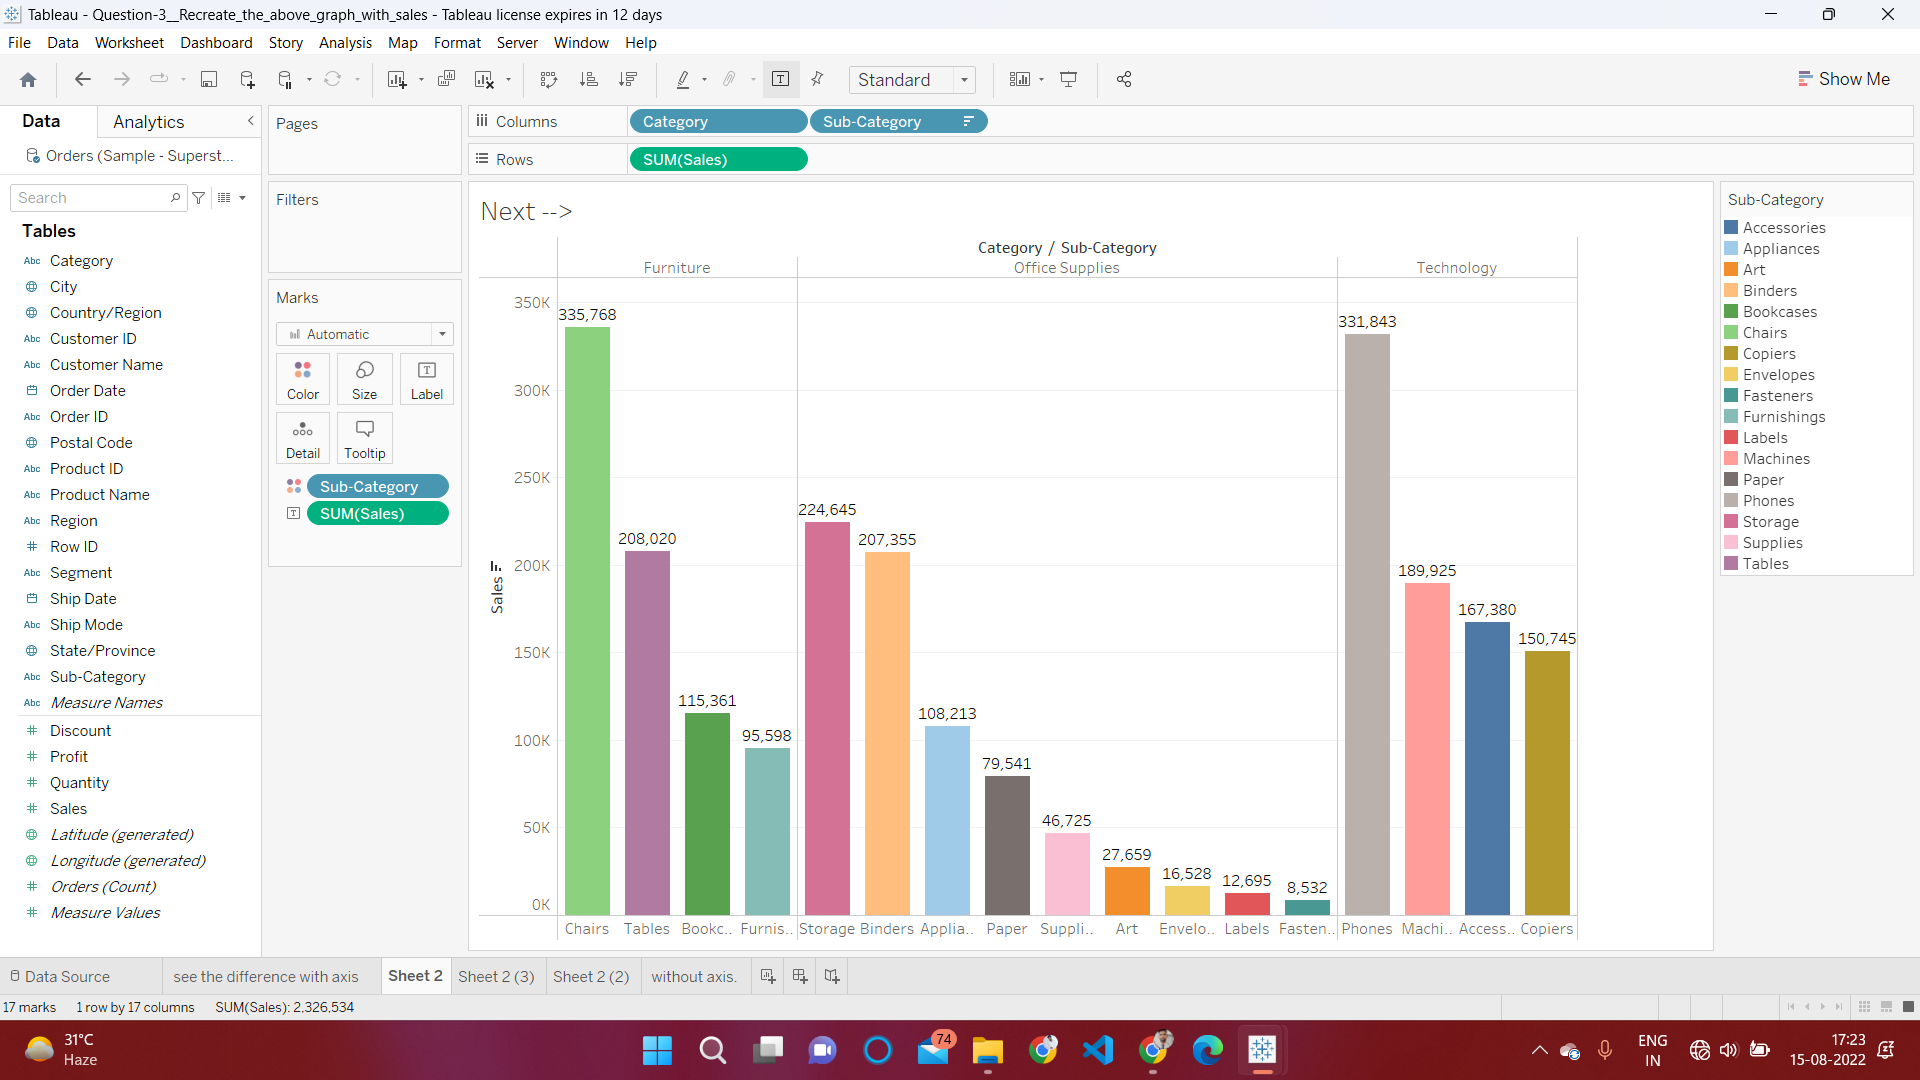 Tableau - Question-3__Recreate_the_above_graph_with_sales - Tableau license expires in 12 days
File Data Worksheet Dashboard Story Analysis Map Format Server Window Help
Standard
Show Me
Data Analytics
Orders (Sample - Superst...
Search
Tables
Abc Category
City
Country/Region
Abc Customer ID
Abc Customer Name
Order Date
Abc Order ID
Postal Code
Abc Product ID
Abc Product Name
Abc Region
# Row ID
Abc Segment
Ship Date
Abc Ship Mode
State/Province
Abc Sub-Category
Abc Measure Names
# Discount
# Profit
# Quantity
# Sales
Latitude (generated)
Longitude (generated)
# Orders (Count)
# Measure Values
Pages
Filters
Marks
Automatic
Color Size Label
Detail Tooltip
Sub-Category
SUM(Sales)
Columns Category Sub-Category
Rows SUM(Sales)
Next -->
Category / Sub-Category
Furniture Office Supplies Technology
Sales
350K
300K
250K
200K
150K
100K
50K
0K
335,768
208,020
115,361
95,598
224,645
207,355
108,213
79,541
46,725
27,659
16,528
12,695
8,532
331,843
189,925
167,380
150,745
Chairs Tables Bookc.. Furnis.. Storage Binders Applia.. Paper Suppli.. Art Envelo.. Labels Fasten.. Phones Machi.. Access.. Copiers
Sub-Category
Accessories
Appliances
Art
Binders
Bookcases
Chairs
Copiers
Envelopes
Fasteners
Furnishings
Labels
Machines
Paper
Phones
Storage
Supplies
Tables
Data Source see the difference with axis Sheet 2 Sheet 2 (3) Sheet 2 (2) without axis.
17 marks 1 row by 17 columns SUM(Sales): 2,326,534
31°C
Haze
74
ENG
IN
17:23
15-08-2022